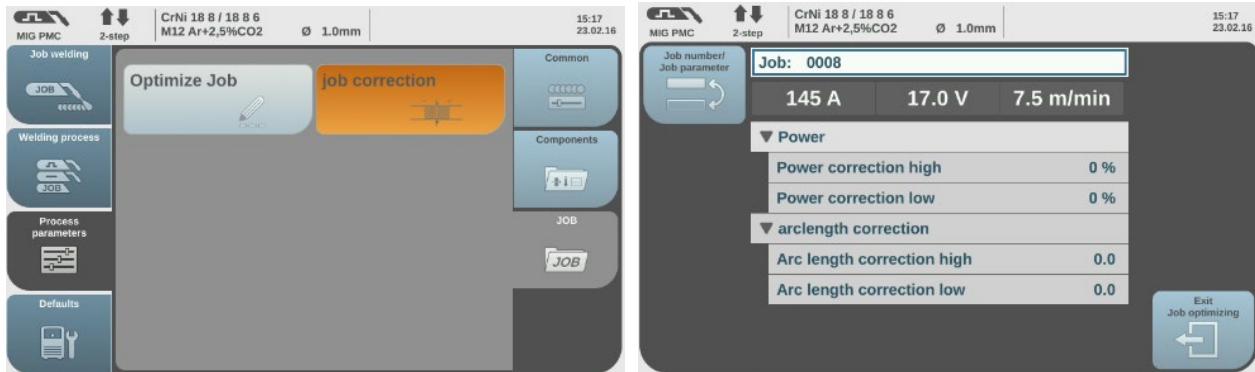 MIG PMC
2-step
CrNi 18 8 / 18 8 6
M12 Ar+2,5%CO2 Ø 1.0mm
15:17
23.02.16
Job welding
JOB
Welding process
JOB
Process
parameters
Defaults
Optimize Job
job correction
Common
Components
JOB
JOB
MIG PMC
2-step
CrNi 18 8 / 18 8 6
M12 Ar+2,5%CO2 Ø 1.0mm
15:17
23.02.16
Job number/
Job parameter
Job: 0008
145 A 17.0 V 7.5 m/min
▼ Power
Power correction high 0 %
Power correction low 0 %
▼ arclength correction
Arc length correction high 0.0
Arc length correction low 0.0
Exit
Job optimizing